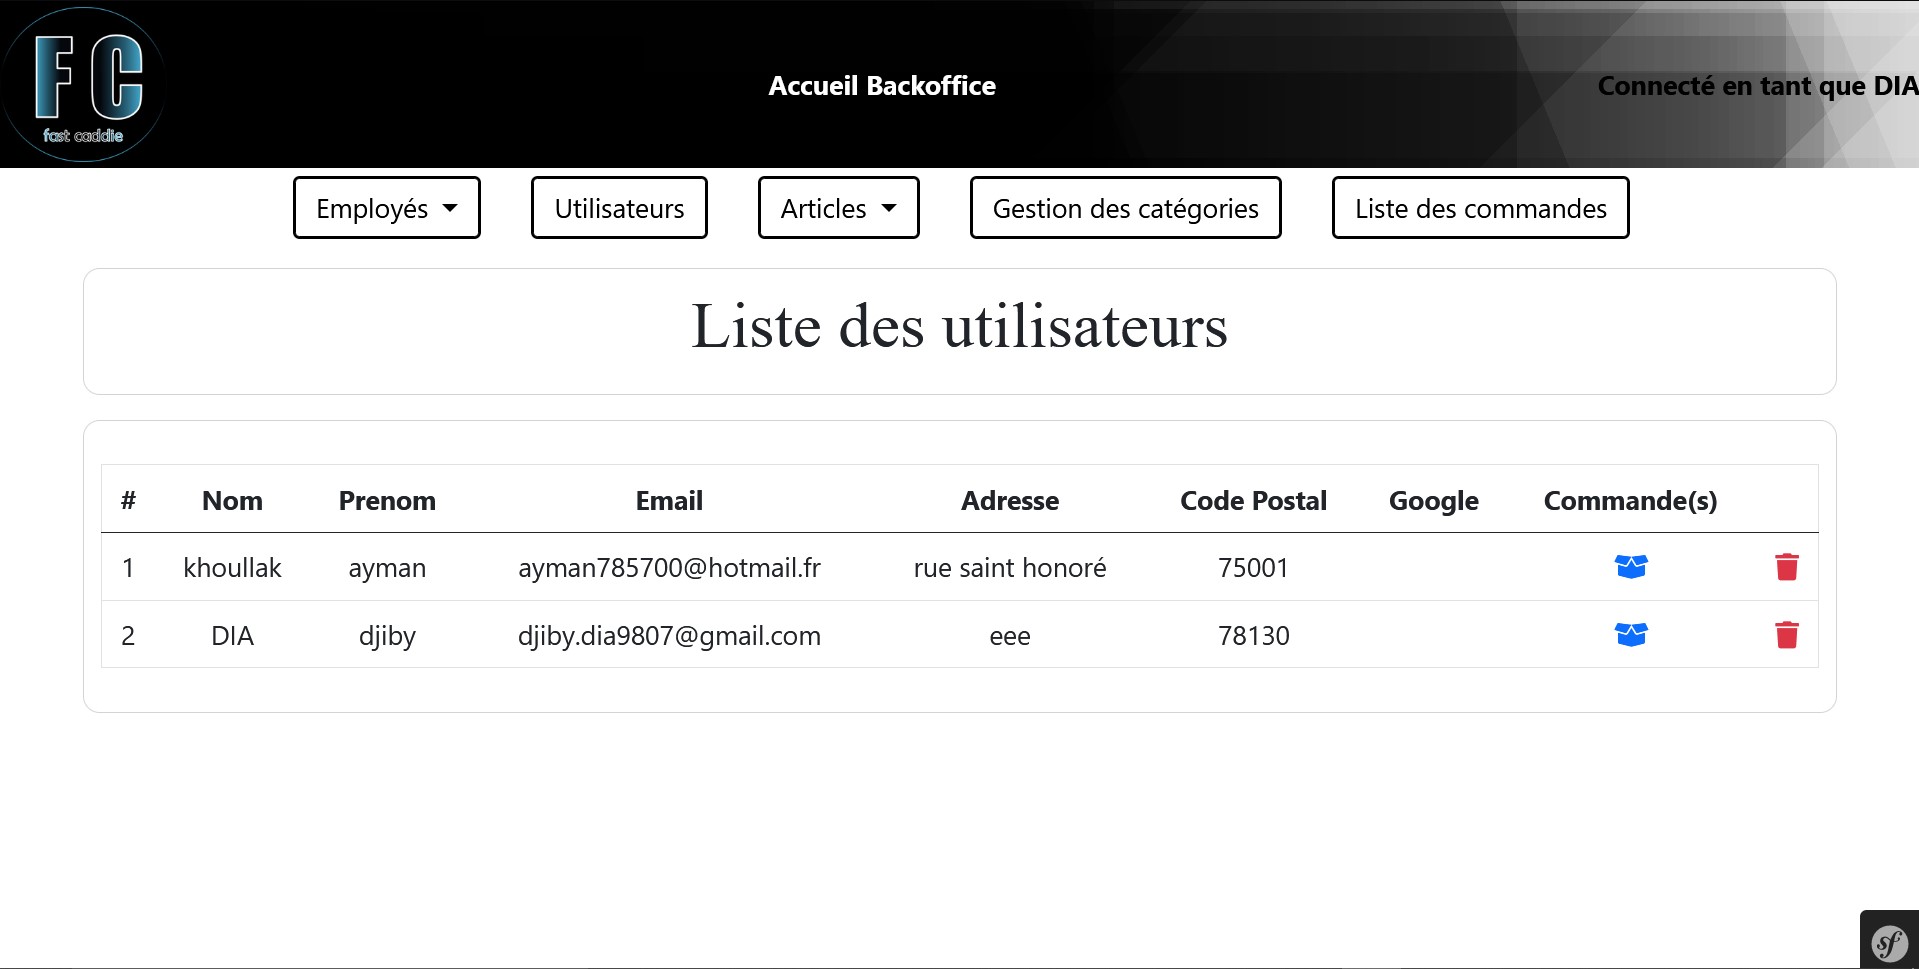 FC
fast caddie
Accueil Backoffice
Connecté en tant que DIA
Employés
Utilisateurs
Articles
Gestion des catégories
Liste des commandes
Liste des utilisateurs
# Nom Prenom Email Adresse Code Postal Google Commande(s)
1 khoullak ayman ayman785700@hotmail.fr rue saint honoré 75001
2 DIA djiby djiby.dia9807@gmail.com eee 78130
sf